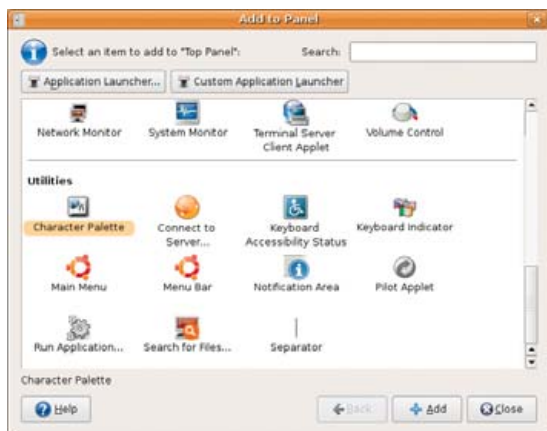 Add to Panel
Select an item to add to "Top Panel": Search:
Application Launcher... Custom Application Launcher
Network Monitor System Monitor Terminal Server Client Applet Volume Control
Utilities
Character Palette Connect to Server... Keyboard Accessibility Status Keyboard Indicator
Main Menu Menu Bar Notification Area Pilot Applet
Run Application... Search for Files... Separator
Character Palette
Help Back Add Close